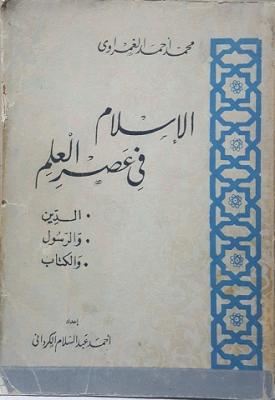 محمد أحمد الغمراوي
الإسلام
في عصر العلم
• الدين
• والرسول
• والكتاب
إعداد
أحمد عبد السلام الكرداني